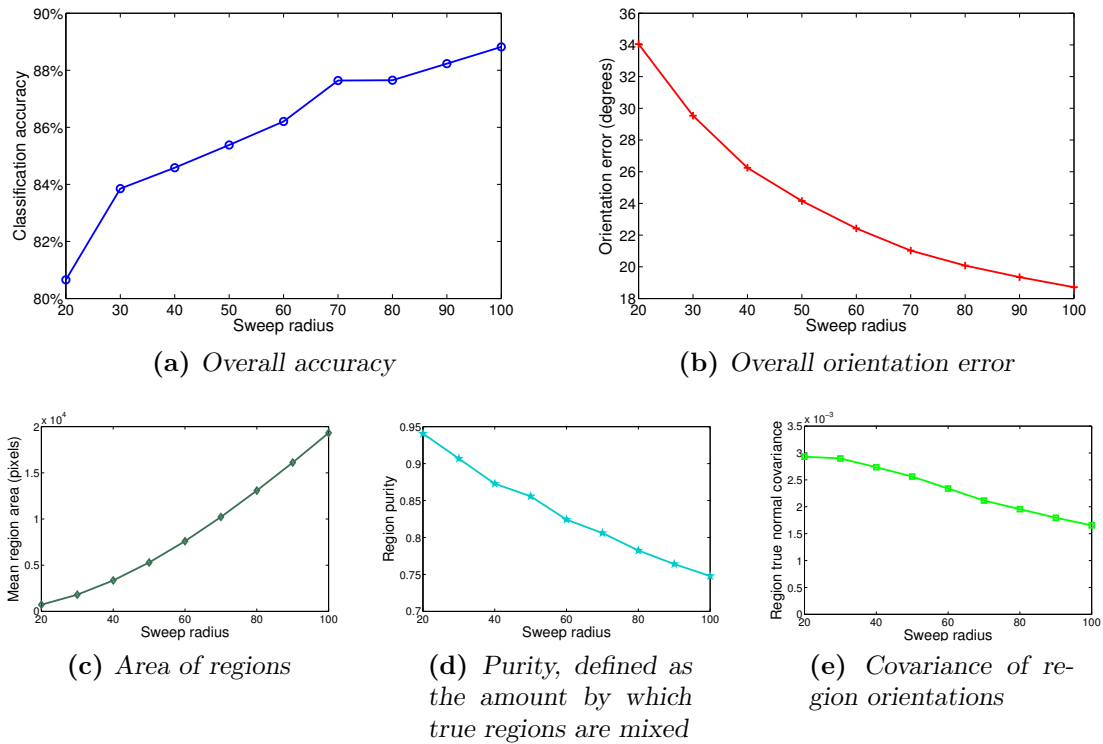 90%
88%
86%
84%
82%
80%
Classification accuracy
20 30 40 50 60 70 80 90 100
Sweep radius
(a) Overall accuracy
36
34
32
30
28
26
24
22
20
18
Orientation error (degrees)
20 30 40 50 60 70 80 90 100
Sweep radius
(b) Overall orientation error
x 10^4
2
1.5
1
0.5
0
Mean region area (pixels)
20 40 60 80 100
Sweep radius
(c) Area of regions
0.95
0.9
0.85
0.8
0.75
0.7
Region purity
20 40 60 80 100
Sweep radius
(d) Purity, defined as
the amount by which
true regions are mixed
x 10^-3
3.5
3
2.5
2
1.5
1
0.5
0
Region true normal covariance
20 40 60 80 100
Sweep radius
(e) Covariance of re-
gion orientations